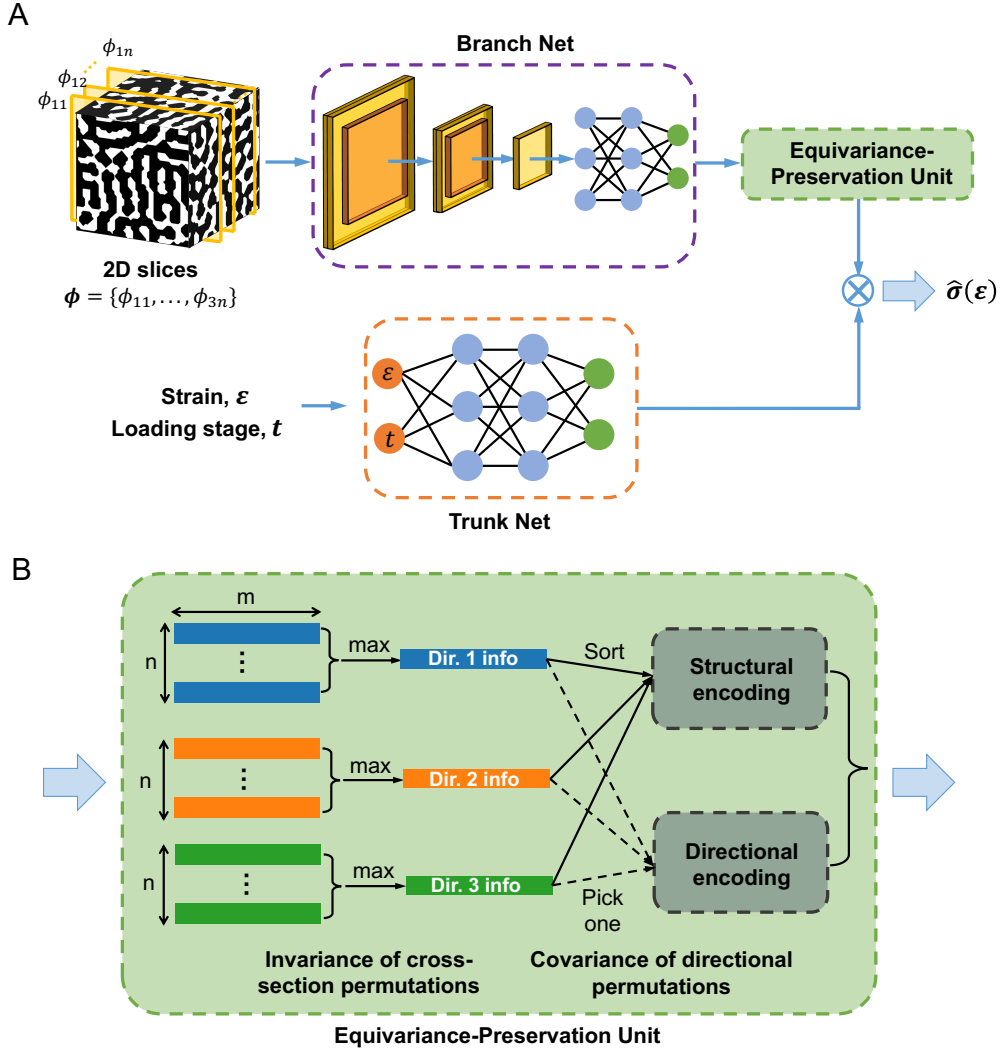 A
ϕ₁ₙ
ϕ₁₂
ϕ₁₁
2D slices
ϕ = {ϕ₁₁, . . . , ϕ₃ₙ}
Branch Net
Equivariance-
Preservation Unit
σ̂(ε)
Strain, ε
Loading stage, t
ε
t
Trunk Net
B
m
n
⋮
max
Dir. 1 info
Sort
Structural
encoding
n
⋮
max
Dir. 2 info
n
⋮
max
Dir. 3 info
Pick
one
Directional
encoding
Invariance of cross-
section permutations
Covariance of directional
permutations
Equivariance-Preservation Unit